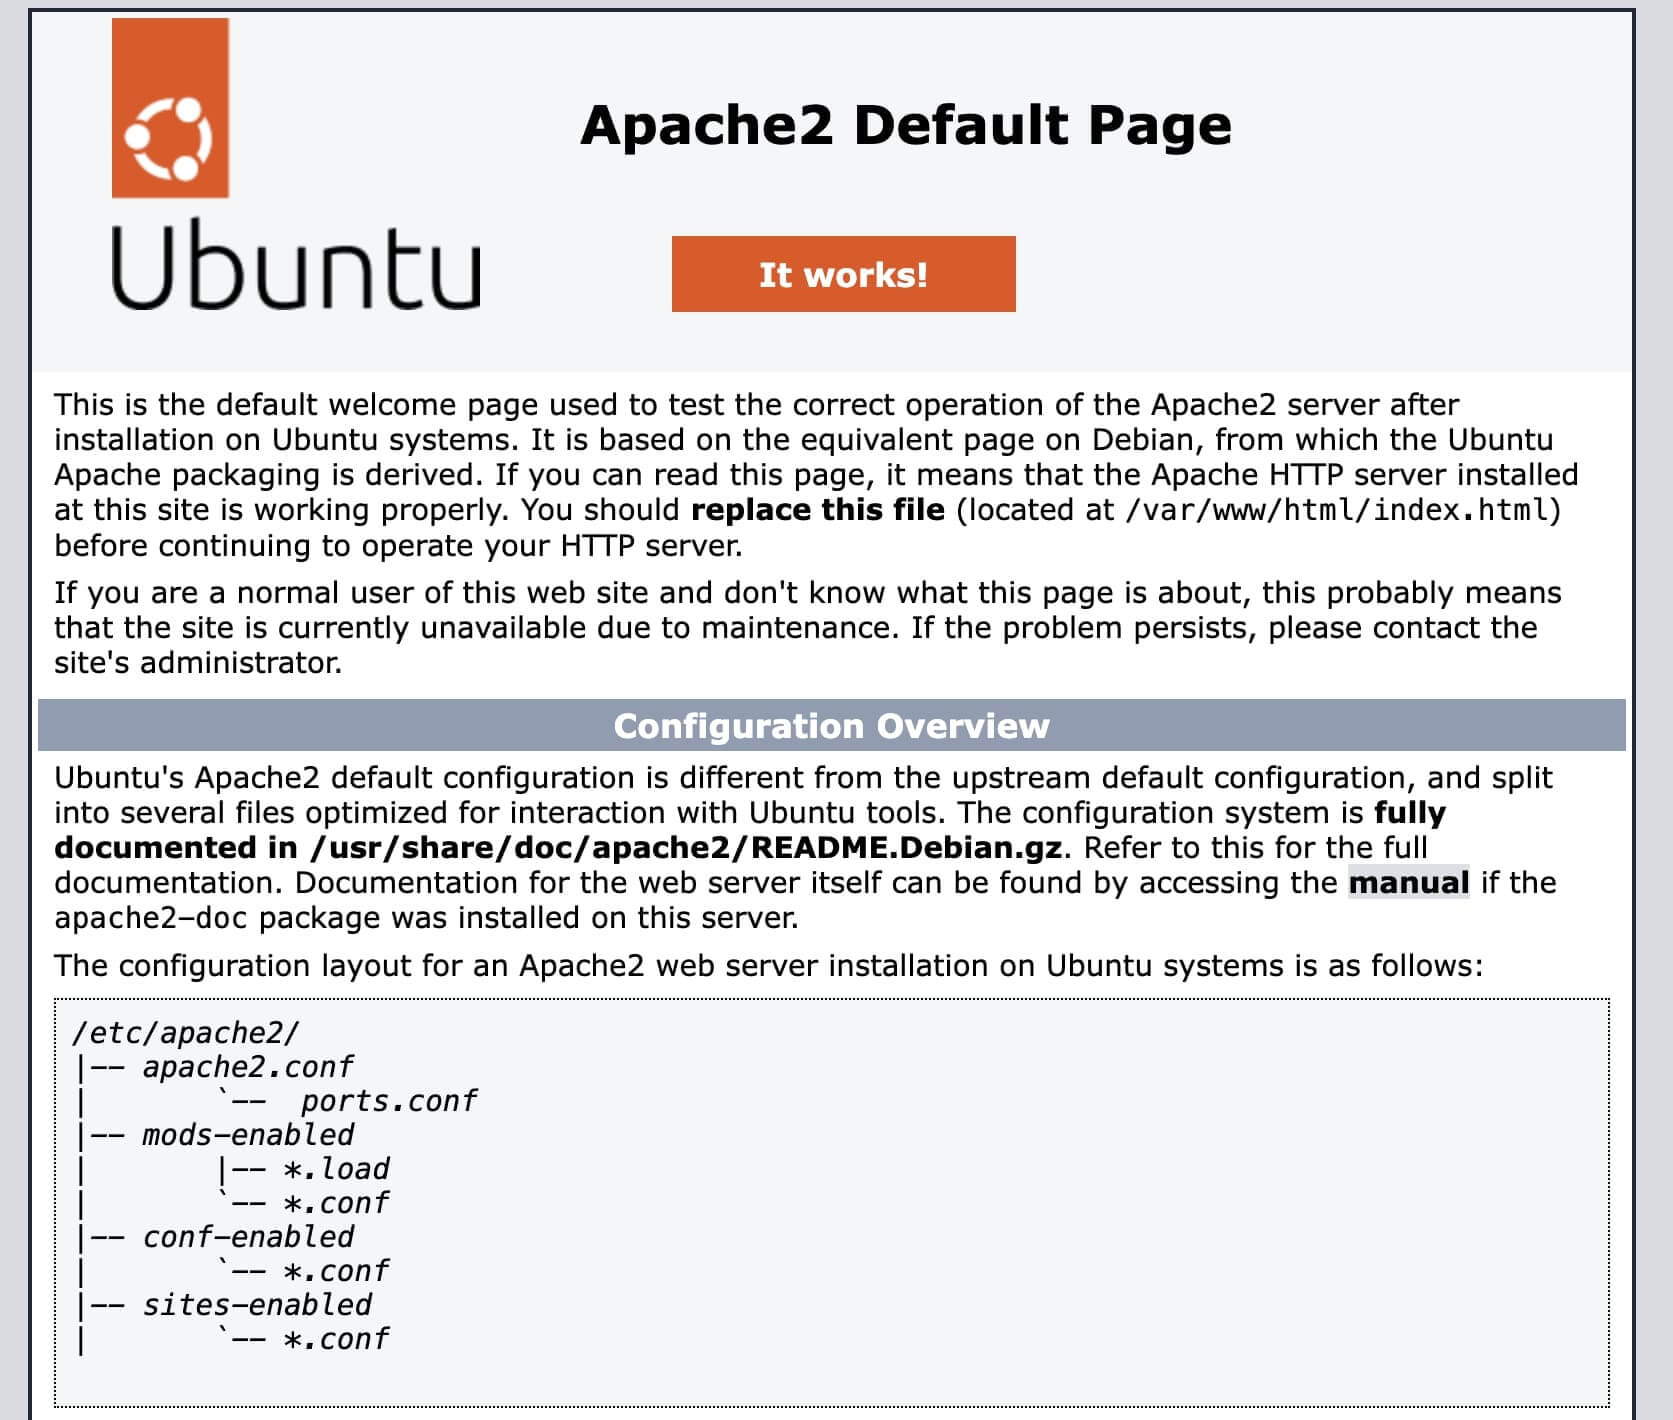 Ubuntu
Apache2 Default Page
It works!
This is the default welcome page used to test the correct operation of the Apache2 server after
installation on Ubuntu systems. It is based on the equivalent page on Debian, from which the Ubuntu
Apache packaging is derived. If you can read this page, it means that the Apache HTTP server installed
at this site is working properly. You should replace this file (located at /var/www/html/index.html)
before continuing to operate your HTTP server.
If you are a normal user of this web site and don't know what this page is about, this probably means
that the site is currently unavailable due to maintenance. If the problem persists, please contact the
site's administrator.
Configuration Overview
Ubuntu's Apache2 default configuration is different from the upstream default configuration, and split
into several files optimized for interaction with Ubuntu tools. The configuration system is fully
documented in /usr/share/doc/apache2/README.Debian.gz. Refer to this for the full
documentation. Documentation for the web server itself can be found by accessing the manual if the
apache2-doc package was installed on this server.
The configuration layout for an Apache2 web server installation on Ubuntu systems is as follows:
/etc/apache2/
|-- apache2.conf
|       `--  ports.conf
|-- mods-enabled
|       |-- *.load
|       `-- *.conf
|-- conf-enabled
|       `-- *.conf
|-- sites-enabled
|       `-- *.conf